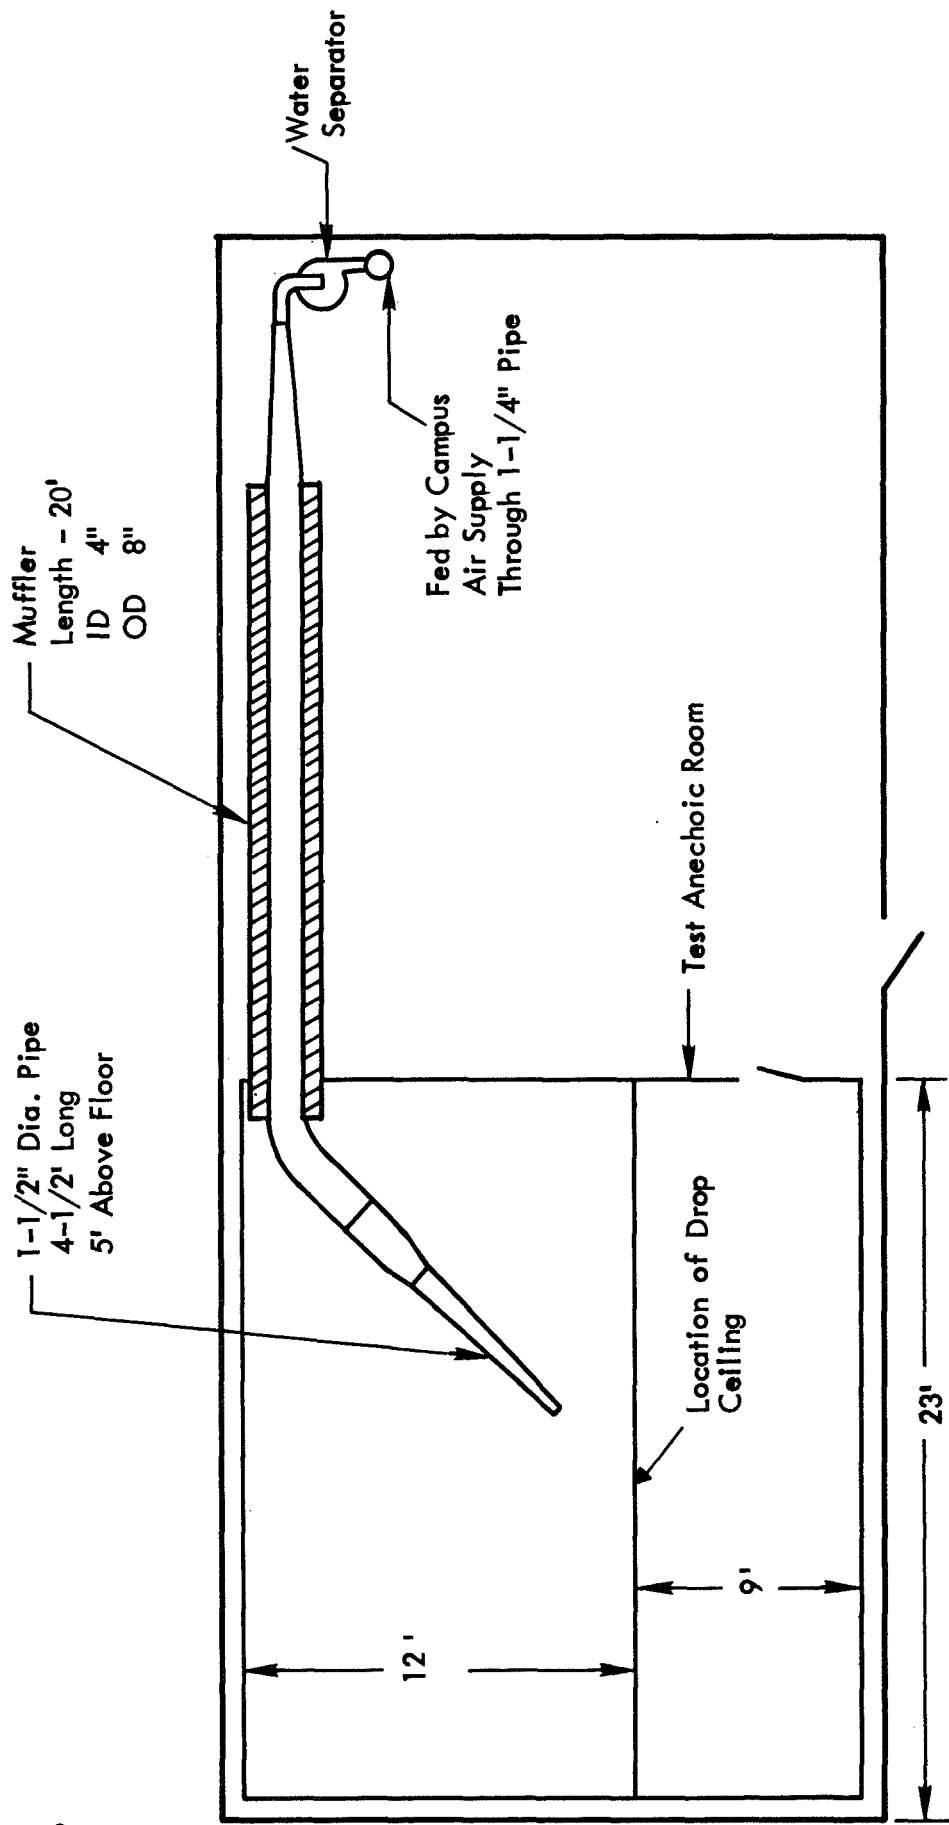 Muffler
Length - 20'
ID 4"
OD 8"
1-1/2" Dia. Pipe
4-1/2' Long
5' Above Floor
Water
Separator
Fed by Campus
Air Supply
Through 1-1/4" Pipe
Test Anechoic Room
Location of Drop
Ceiling
12'
9'
23'